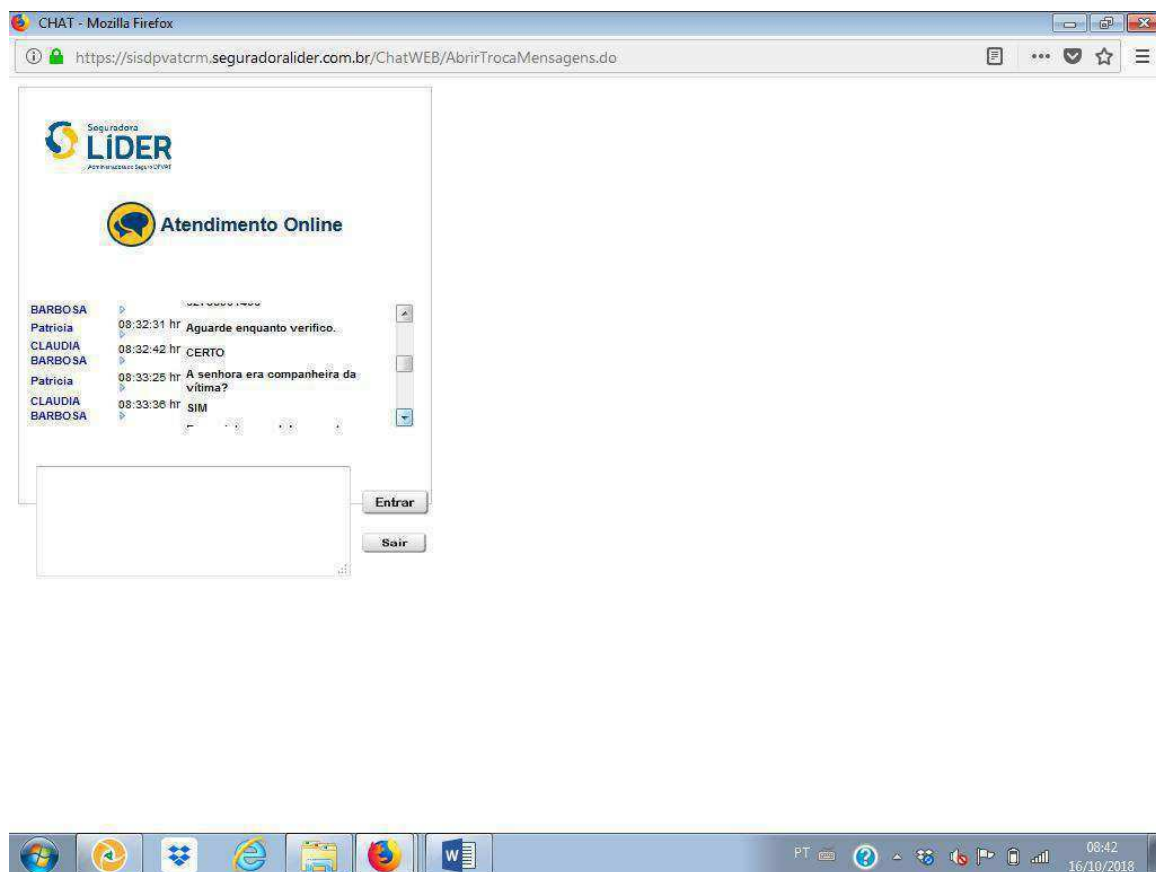 CHAT - Mozilla Firefox
https://sisdpvatcrm.seguradoralider.com.br/ChatWEB/AbrirTrocaMensagens.do
Seguradora
LÍDER
Atendimento Online
BARBOSA
Patricia 08:32:31 hr Aguarde enquanto verifico.
CLAUDIA 08:32:42 hr CERTO
BARBOSA
Patricia 08:33:25 hr A senhora era companheira da
vítima?
CLAUDIA 08:33:36 hr SIM
BARBOSA
Entrar
Sair
PT
08:42
16/10/2018